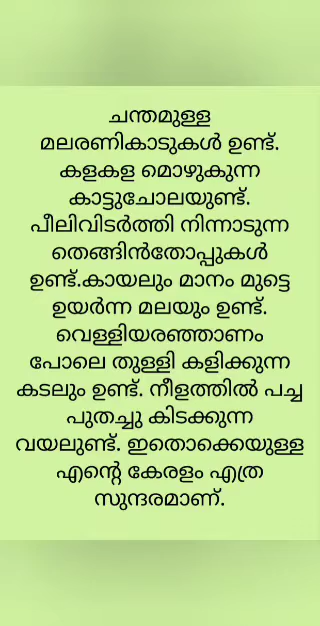 ചന്തമുള്ള
മലരണികാടുകൾ ഉണ്ട്.
കളകള മൊഴുകുന്ന
കാട്ടുചോലയുണ്ട്.
പീലിവിടർത്തി നിന്നാടുന്ന
തെങ്ങിൻതോപ്പുകൾ
ഉണ്ട്.കായലും മാനം മുട്ടെ
ഉയർന്ന മലയും ഉണ്ട്.
വെള്ളിയരഞ്ഞാണം
പോലെ തുള്ളി കളിക്കുന്ന
കടലും ഉണ്ട്. നീളത്തിൽ പച്ച
പുതച്ചു കിടക്കുന്ന
വയലുണ്ട്. ഇതൊക്കെയുള്ള
എന്റെ കേരളം എത്ര
സുന്ദരമാണ്.